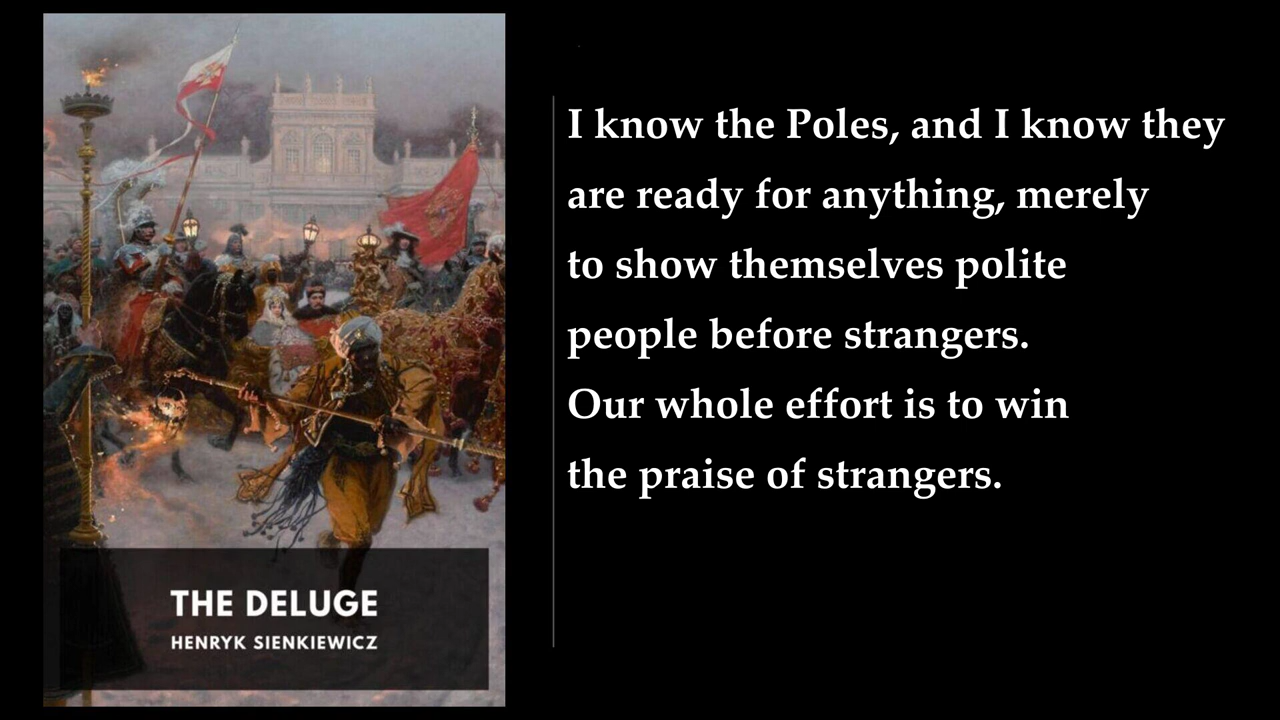 THE DELUGE
HENRYK SIENKIEWICZ
I know the Poles, and I know they
are ready for anything, merely
to show themselves polite
people before strangers.
Our whole effort is to win
the praise of strangers.